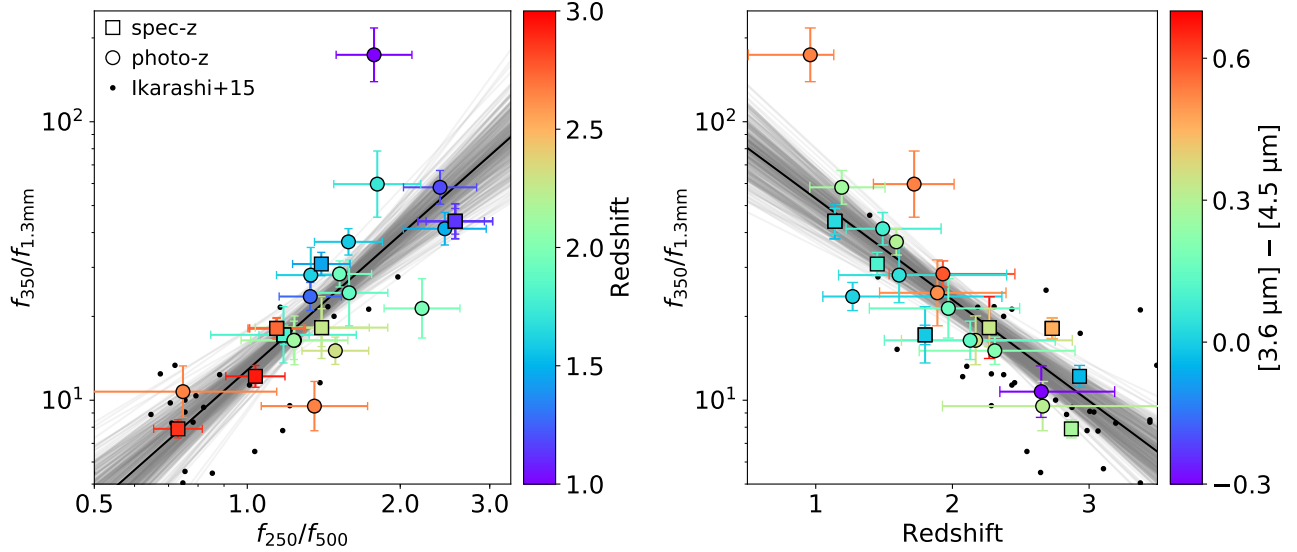 spec-z
photo-z
Ikarashi+15
10²
10¹
f₃₅₀/f₁.₃ₘₘ
0.5
1.0
2.0
3.0
f₂₅₀/f₅₀₀
3.0
2.5
2.0
1.5
1.0
Redshift
10²
10¹
f₃₅₀/f₁.₃ₘₘ
1
2
3
Redshift
0.6
0.3
0.0
−0.3
[3.6 μm] − [4.5 μm]